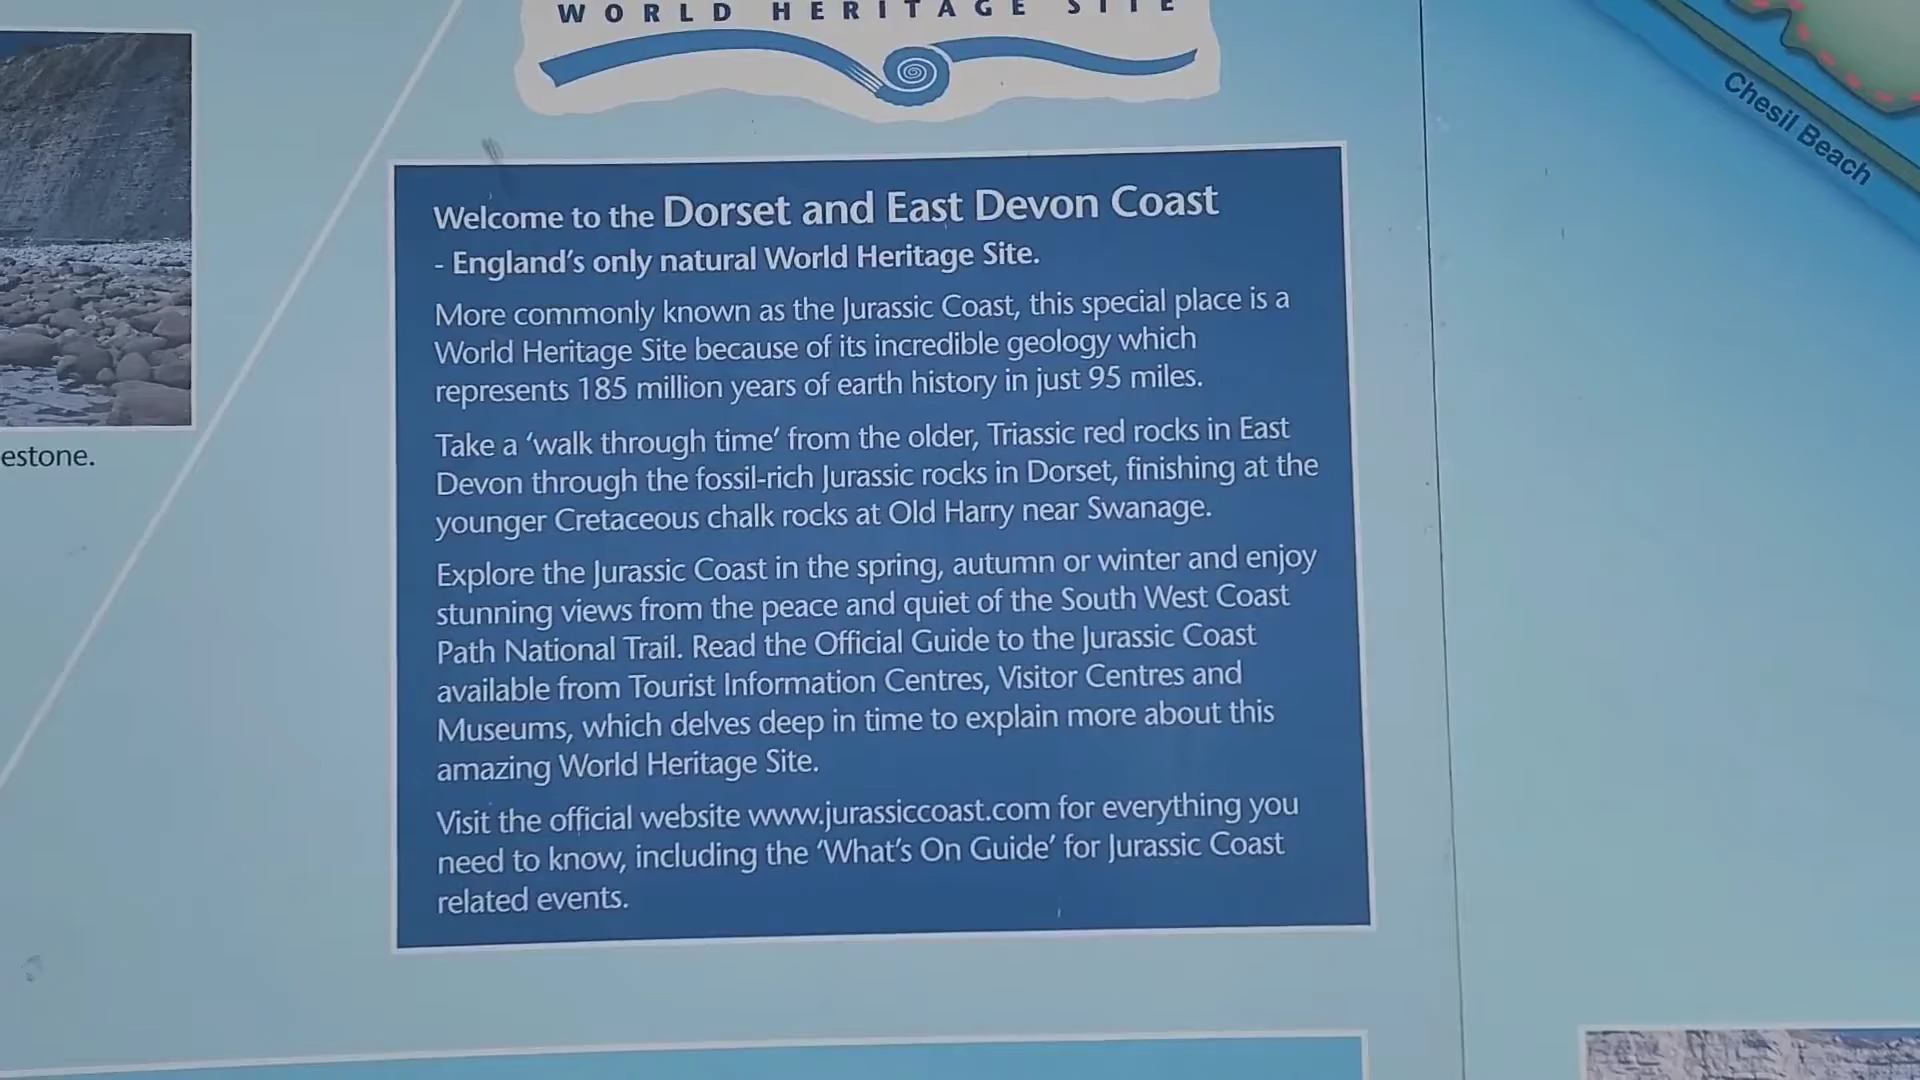 WORLD HERITAGE SITE
Chesil Beach
Welcome to the Dorset and East Devon Coast
- England's only natural World Heritage Site.
More commonly known as the Jurassic Coast, this special place is a
World Heritage Site because of its incredible geology which
represents 185 million years of earth history in just 95 miles.
Take a ‘walk through time’ from the older, Triassic red rocks in East
Devon through the fossil-rich Jurassic rocks in Dorset, finishing at the
younger Cretaceous chalk rocks at Old Harry near Swanage.
Explore the Jurassic Coast in the spring, autumn or winter and enjoy
stunning views from the peace and quiet of the South West Coast
Path National Trail. Read the Official Guide to the Jurassic Coast
available from Tourist Information Centres, Visitor Centres and
Museums, which delves deep in time to explain more about this
amazing World Heritage Site.
Visit the official website www.jurassiccoast.com for everything you
need to know, including the ‘What's On Guide’ for Jurassic Coast
related events.
estone.